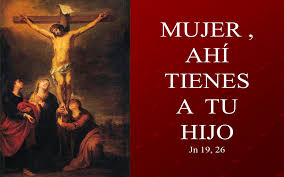 MUJER ,
AHÍ
TIENES
A TU
HIJO
Jn 19, 26